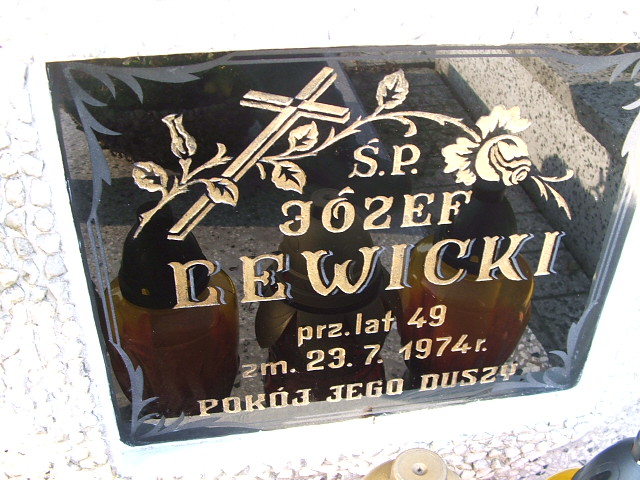 Ś.P.
JÓZEF
LEWICKI
prz. lat 49
zm. 23. 7. 1974 r.
POKÓJ JEGO DUSZY